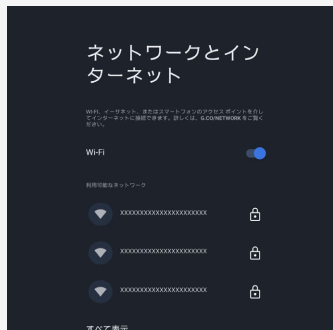 ネットワークとイン
ターネット
Wi-Fi、イーサネット、またはスマートフォンのアクセス ポイントを介し
てインターネットに接続できます。詳しくは、G.CO/NETWORK をご覧く
ださい。
Wi-Fi
利用可能なネットワーク
XXXXXXXXXXXXXXXXXXXXXX
XXXXXXXXXXXXXXXXXXXXXX
XXXXXXXXXXXXXXXXXXXXXX
すべて表示